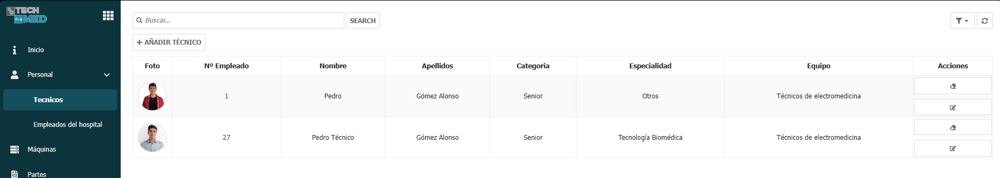 TECH
MED
Buscar...
SEARCH
AÑADIR TÉCNICO
Inicio
Personal
Tecnicos
Empleados del hospital
Máquinas
Partes
Foto Nº Empleado Nombre Apellidos Categoria Especialidad Equipo Acciones
1 Pedro Gómez Alonso Senior Otros Técnicos de electromedicina
27 Pedro Técnico Gómez Alonso Senior Tecnología Biomédica Técnicos de electromedicina